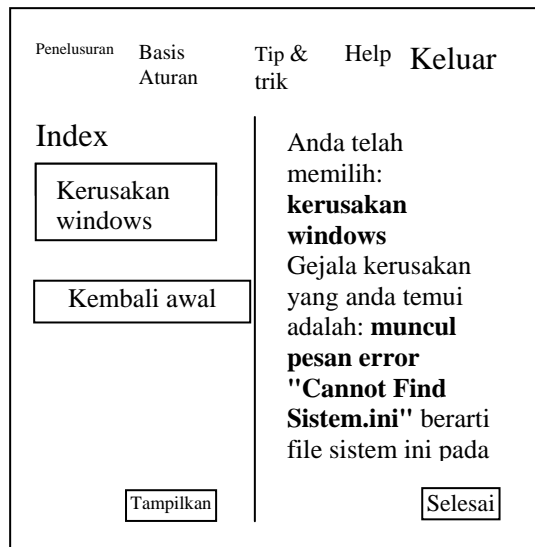 Penelusuran
Basis
Aturan
Tip &
trik
Help
Keluar
Index
Kerusakan
windows
Kembali awal
Tampilkan
Anda telah
memilih:
kerusakan
windows
Gejala kerusakan
yang anda temui
adalah: muncul
pesan error
"Cannot Find
Sistem.ini" berarti
file sistem ini pada
Selesai